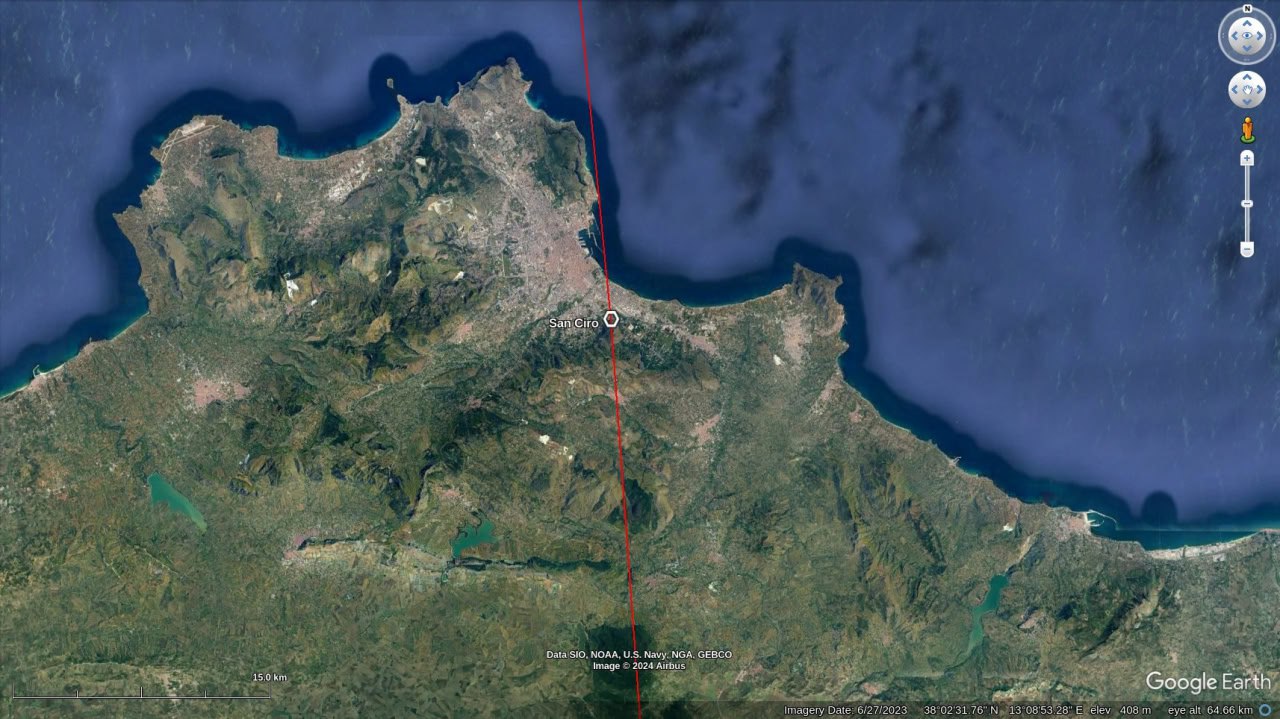 N
San Ciro
Data SIO, NOAA, U.S. Navy, NGA, GEBCO
Image © 2024 Airbus
15.0 km
Google Earth
Imagery Date: 6/27/2023 38°02'31.76" N 13°08'53.28" E elev 408 m eye alt 64.66 km